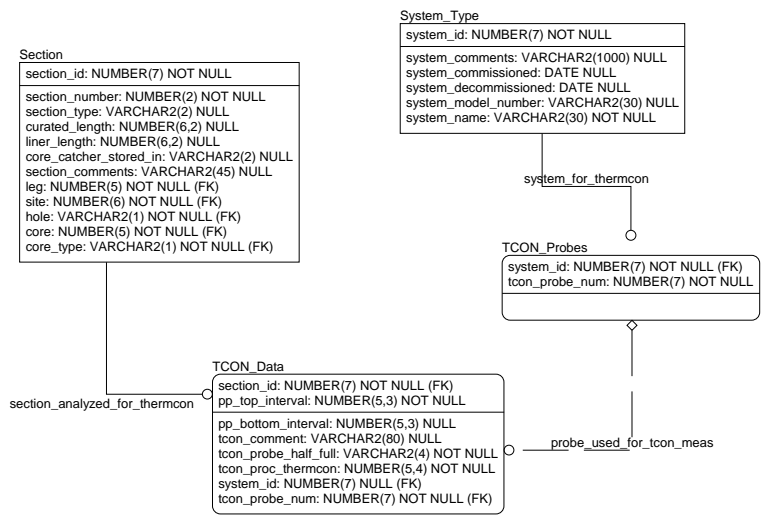 System_Type
system_id: NUMBER(7) NOT NULL
system_comments: VARCHAR2(1000) NULL
system_commissioned: DATE NULL
system_decommissioned: DATE NULL
system_model_number: VARCHAR2(30) NULL
system_name: VARCHAR2(30) NOT NULL
Section
section_id: NUMBER(7) NOT NULL
section_number: NUMBER(2) NOT NULL
section_type: VARCHAR2(2) NULL
curated_length: NUMBER(6,2) NULL
liner_length: NUMBER(6,2) NULL
core_catcher_stored_in: VARCHAR2(2) NULL
section_comments: VARCHAR2(45) NULL
leg: NUMBER(5) NOT NULL (FK)
site: NUMBER(6) NOT NULL (FK)
hole: VARCHAR2(1) NOT NULL (FK)
core: NUMBER(5) NOT NULL (FK)
core_type: VARCHAR2(1) NOT NULL (FK)
system_for_thermcon
TCON_Probes
system_id: NUMBER(7) NOT NULL (FK)
tcon_probe_num: NUMBER(7) NOT NULL
section_analyzed_for_thermcon
TCON_Data
section_id: NUMBER(7) NOT NULL (FK)
pp_top_interval: NUMBER(5,3) NOT NULL
pp_bottom_interval: NUMBER(5,3) NULL
tcon_comment: VARCHAR2(80) NULL
tcon_probe_half_full: VARCHAR2(4) NOT NULL
tcon_proc_thermcon: NUMBER(5,4) NOT NULL
system_id: NUMBER(7) NULL (FK)
tcon_probe_num: NUMBER(7) NOT NULL (FK)
probe_used_for_tcon_meas